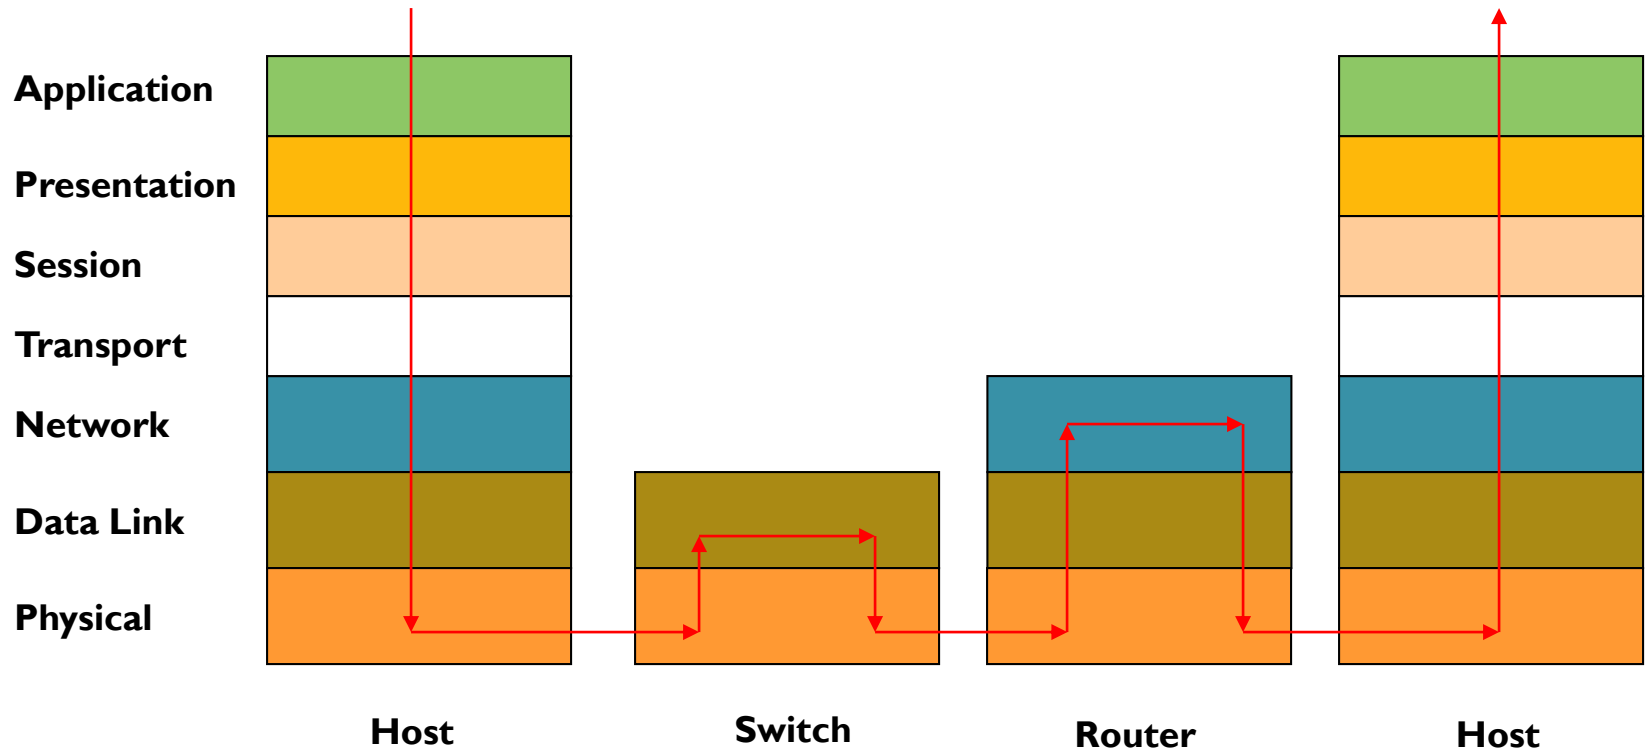 Application
Presentation
Session
Transport
Network
Data Link
Physical
Host
Switch
Router
Host